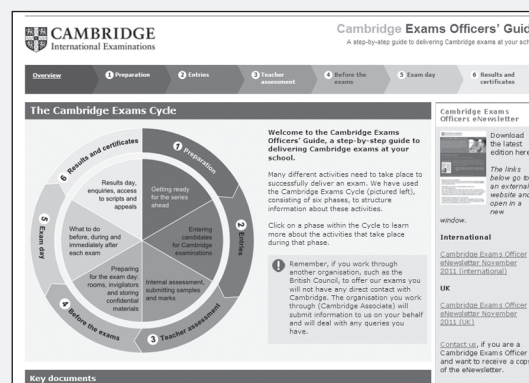 CAMBRIDGE
International Examinations
Cambridge Exams Officers' Guid
A step-by-step guide to delivering Cambridge exams at your sch
Overview
1 Preparation
2 Entries
3 Teacher
assessment
4 Before the
exams
5 Exam day
6 Results and
certificates
The Cambridge Exams Cycle
1 Preparation
2 Entries
3 Teacher assessment
4 Before the exams
5 Exam day
6 Results and certificates
Getting ready
for the series
ahead
Entering
candidates
for Cambridge
examinations
Internal assessment,
submitting samples
and marks
Preparing
for the exam day:
rooms, invigilators
and storing
confidential
materials
What to do
before, during and
immediately after
each exam
Results day,
enquiries, access
to scripts and
appeals
Welcome to the Cambridge Exams
Officers' Guide, a step-by-step guide to
delivering Cambridge exams at your
school.
Many different activities need to take place to
successfully deliver an exam. We have used
the Cambridge Exams Cycle (pictured left),
consisting of six phases, to structure
information about these activities.
Click on a phase within the Cycle to learn
more about the activities that take place
during that phase.
! Remember, if you work through
another organisation, such as the
British Council, to offer our exams you
will not have any direct contact with
Cambridge. The organisation you work
through (Cambridge Associate) will
submit information to us on your behalf
and will deal with any queries you
have.
Key documents
Cambridge Exams
Officers eNewsletter
Download
the latest
edition here
The links
below go to
an external
website and
open in a
new
window.
International
Cambridge Exams Officer
eNewsletter November
2011 (international)
UK
Cambridge Exams Officer
eNewsletter November
2011 (UK)
Contact us, if you are a
Cambridge Exams Officer
and want to receive a cop
of the eNewsletter.